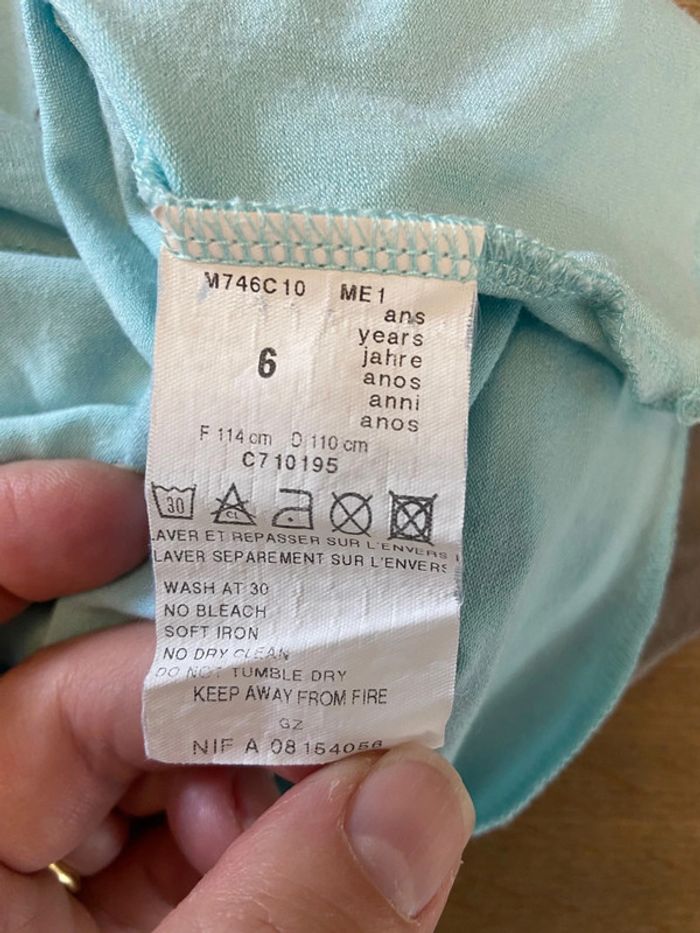 M746C10 ME1
ans
years
6 jahre
anos
anni
anos
F 114 cm D 110 cm
C710195
30 CL
LAVER ET REPASSER SUR L'ENVERS
LAVER SEPAREMENT SUR L'ENVERS
WASH AT 30
NO BLEACH
SOFT IRON
NO DRY CLEAN
DO NOT TUMBLE DRY
KEEP AWAY FROM FIRE
GZ
NIF A 08154056